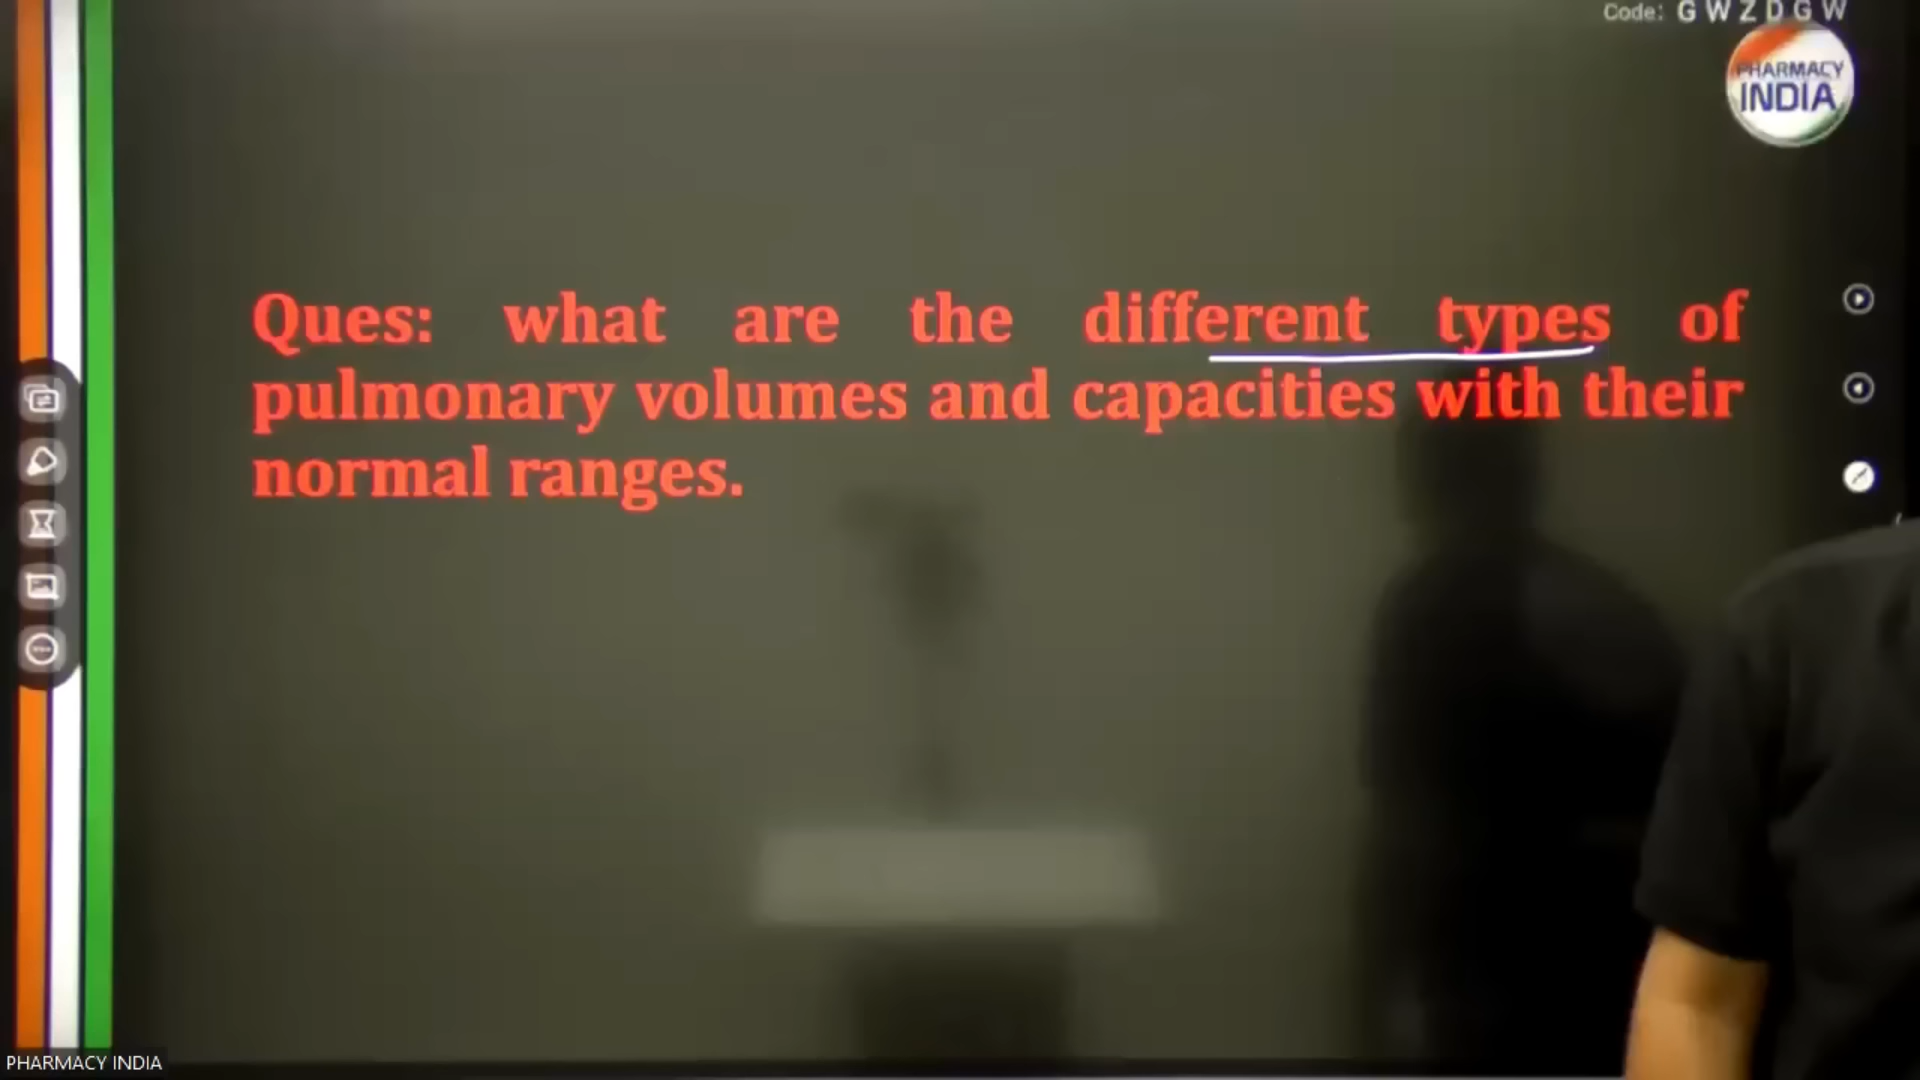 Code: G W Z D G W
PHARMACY
INDIA
Ques: what are the different types of
pulmonary volumes and capacities with their
normal ranges.
PHARMACY INDIA